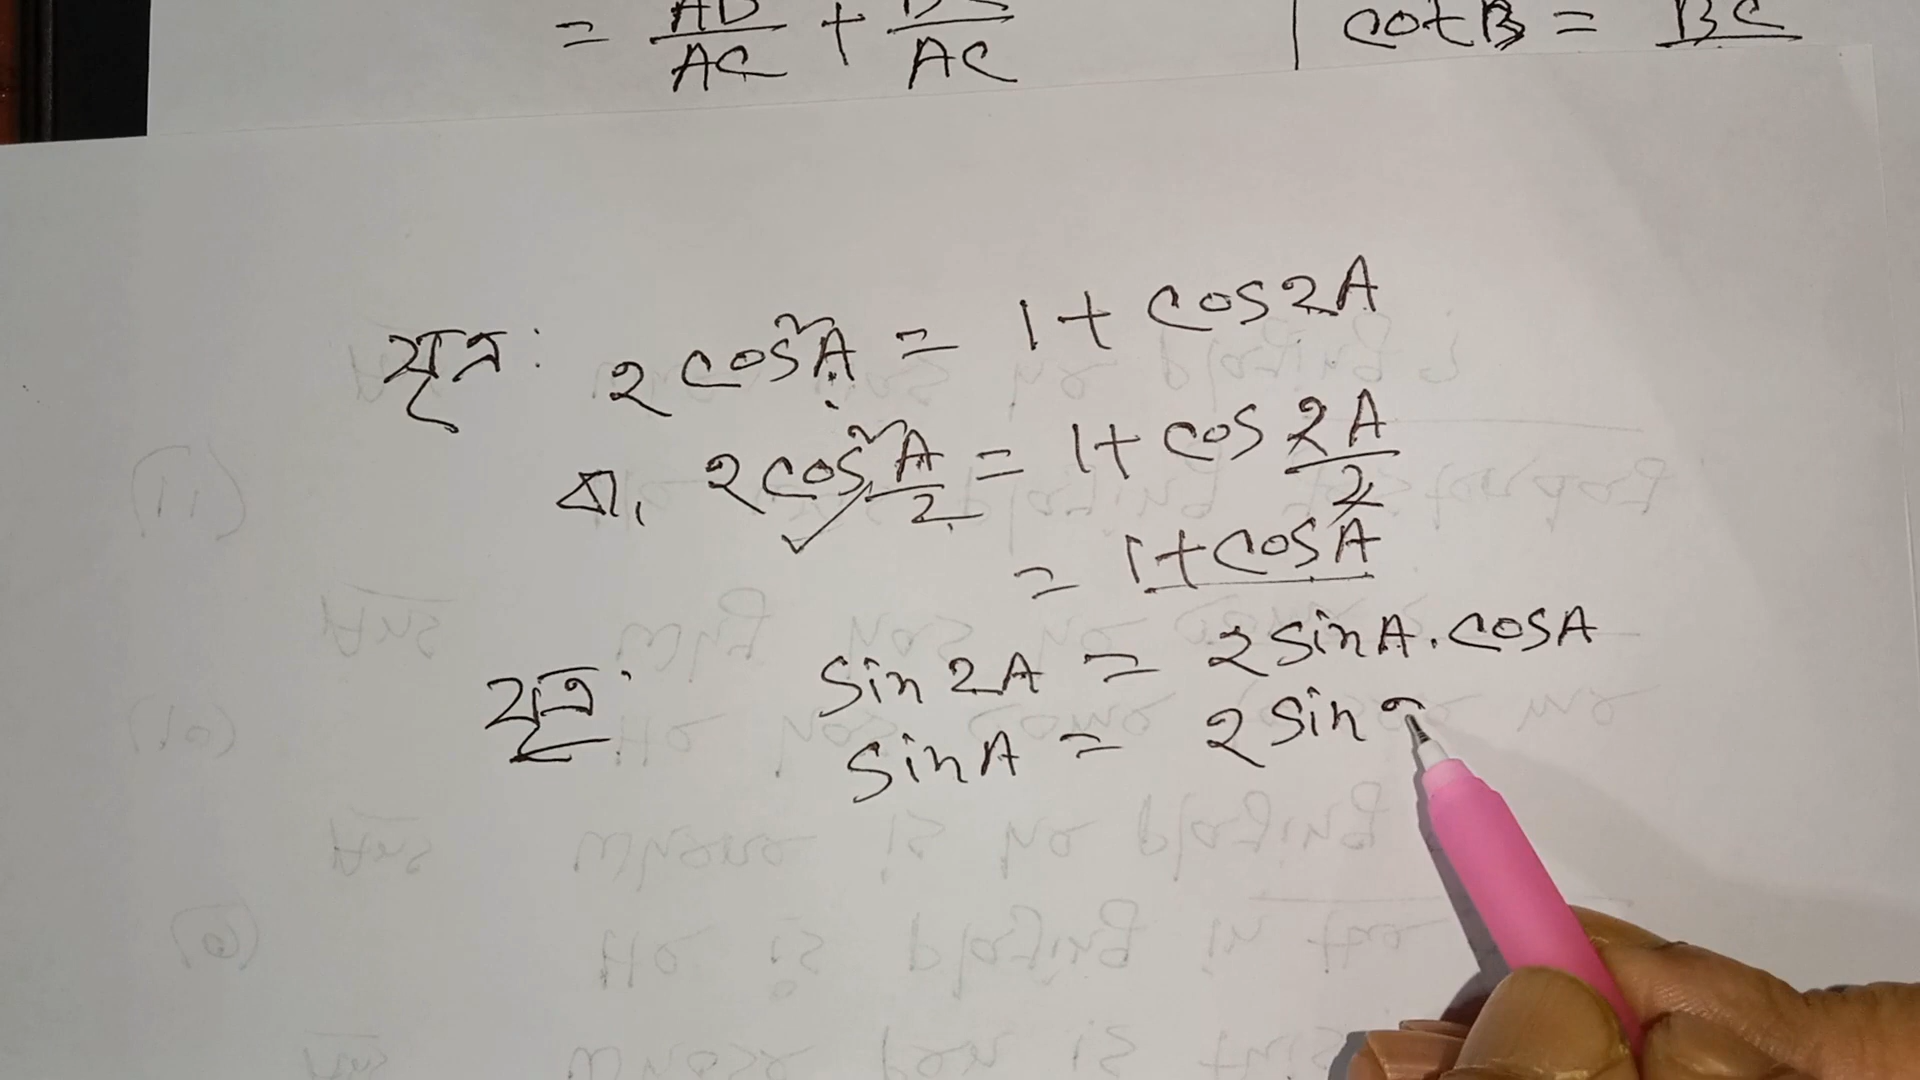 = AB/AC + BC/AC | cotB = BC
সূত্র: 2cos²A = 1 + cos2A
বা, 2cos²A/2 = 1 + cos 2A/2
= 1 + cosA
সূত্র: sin2A = 2sinA.cosA
sinA = 2sin